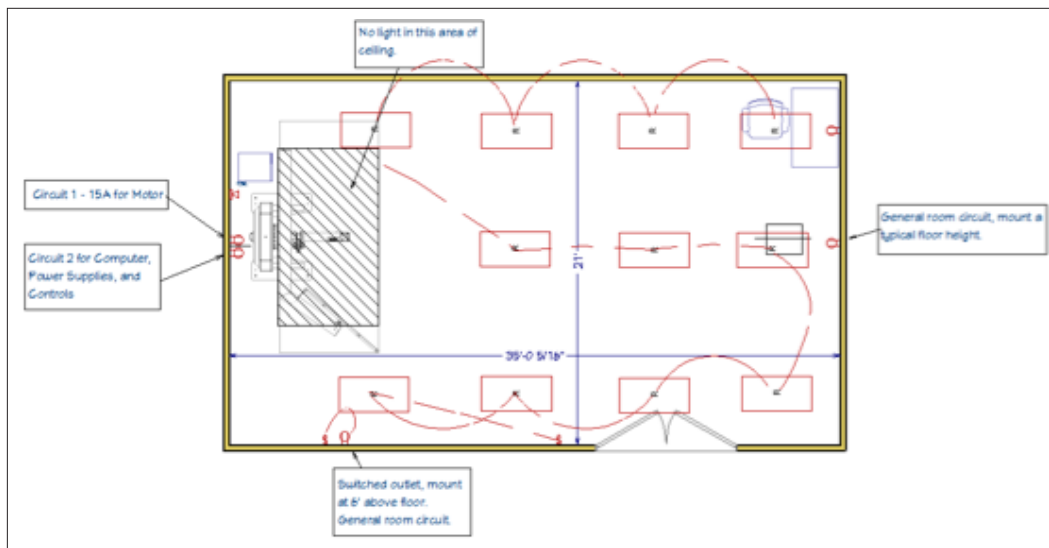 No light in this area of
ceiling.
Circuit 1 - 15A for Motor
Circuit 2 for Computer,
Power Supplies, and
Controls
General room circuit, mount a
typical floor height.
21'
35'-0 5/16"
Switched outlet, mount
at 6' above floor.
General room circuit.